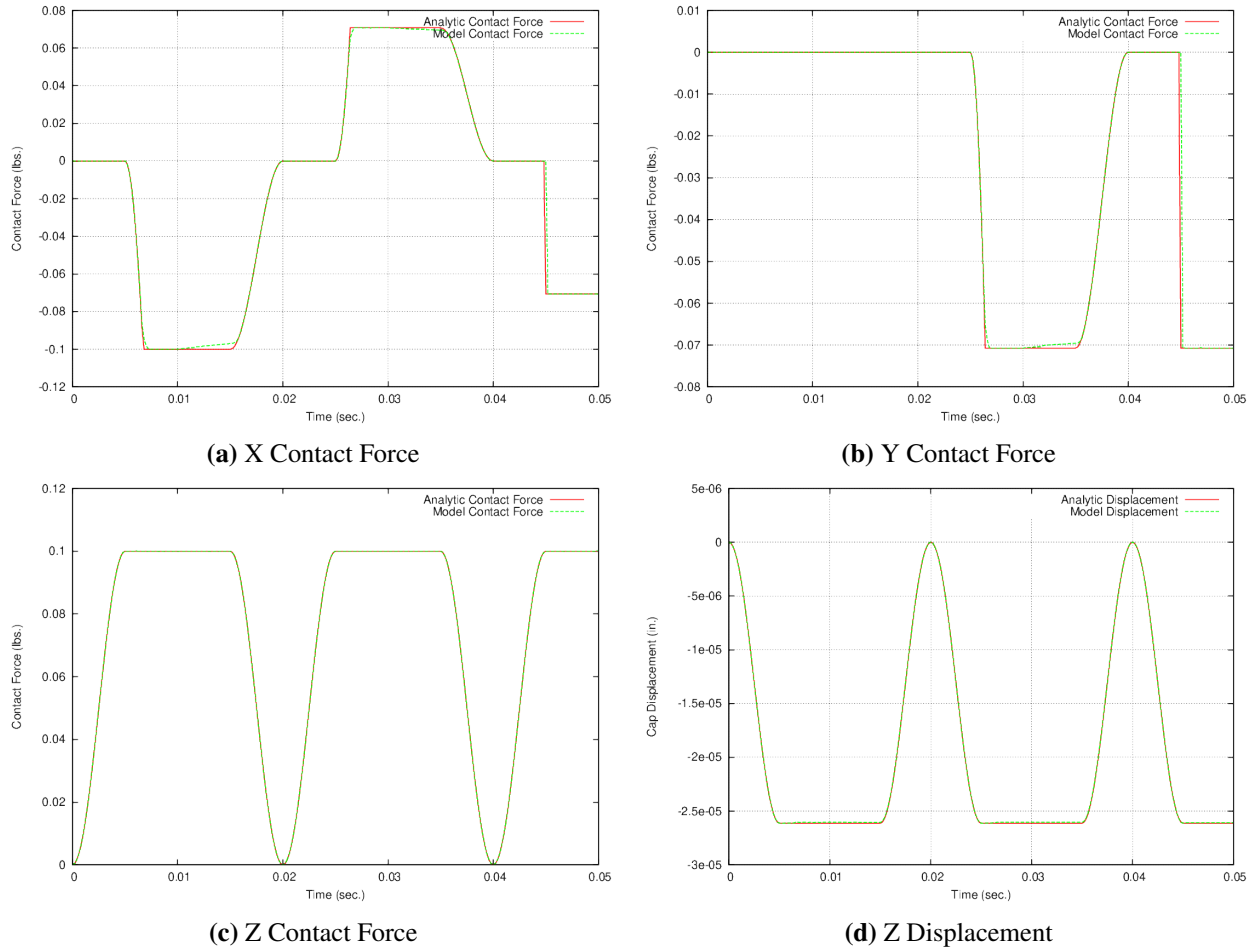 0.08
0.06
0.04
0.02
0
-0.02
-0.04
-0.06
-0.08
-0.1
-0.12
Contact Force (lbs.)
Analytic Contact Force
Model Contact Force
0 0.01 0.02 0.03 0.04 0.05
Time (sec.)
(a) X Contact Force
0.01
0
-0.01
-0.02
-0.03
-0.04
-0.05
-0.06
-0.07
-0.08
Contact Force (lbs.)
Analytic Contact Force
Model Contact Force
0 0.01 0.02 0.03 0.04 0.05
Time (sec.)
(b) Y Contact Force
0.12
0.1
0.08
0.06
0.04
0.02
0
Contact Force (lbs.)
Analytic Contact Force
Model Contact Force
0 0.01 0.02 0.03 0.04 0.05
Time (sec.)
(c) Z Contact Force
5e-06
0
-5e-06
-1e-05
-1.5e-05
-2e-05
-2.5e-05
-3e-05
Cap Displacement (in.)
Analytic Displacement
Model Displacement
0 0.01 0.02 0.03 0.04 0.05
Time (sec.)
(d) Z Displacement